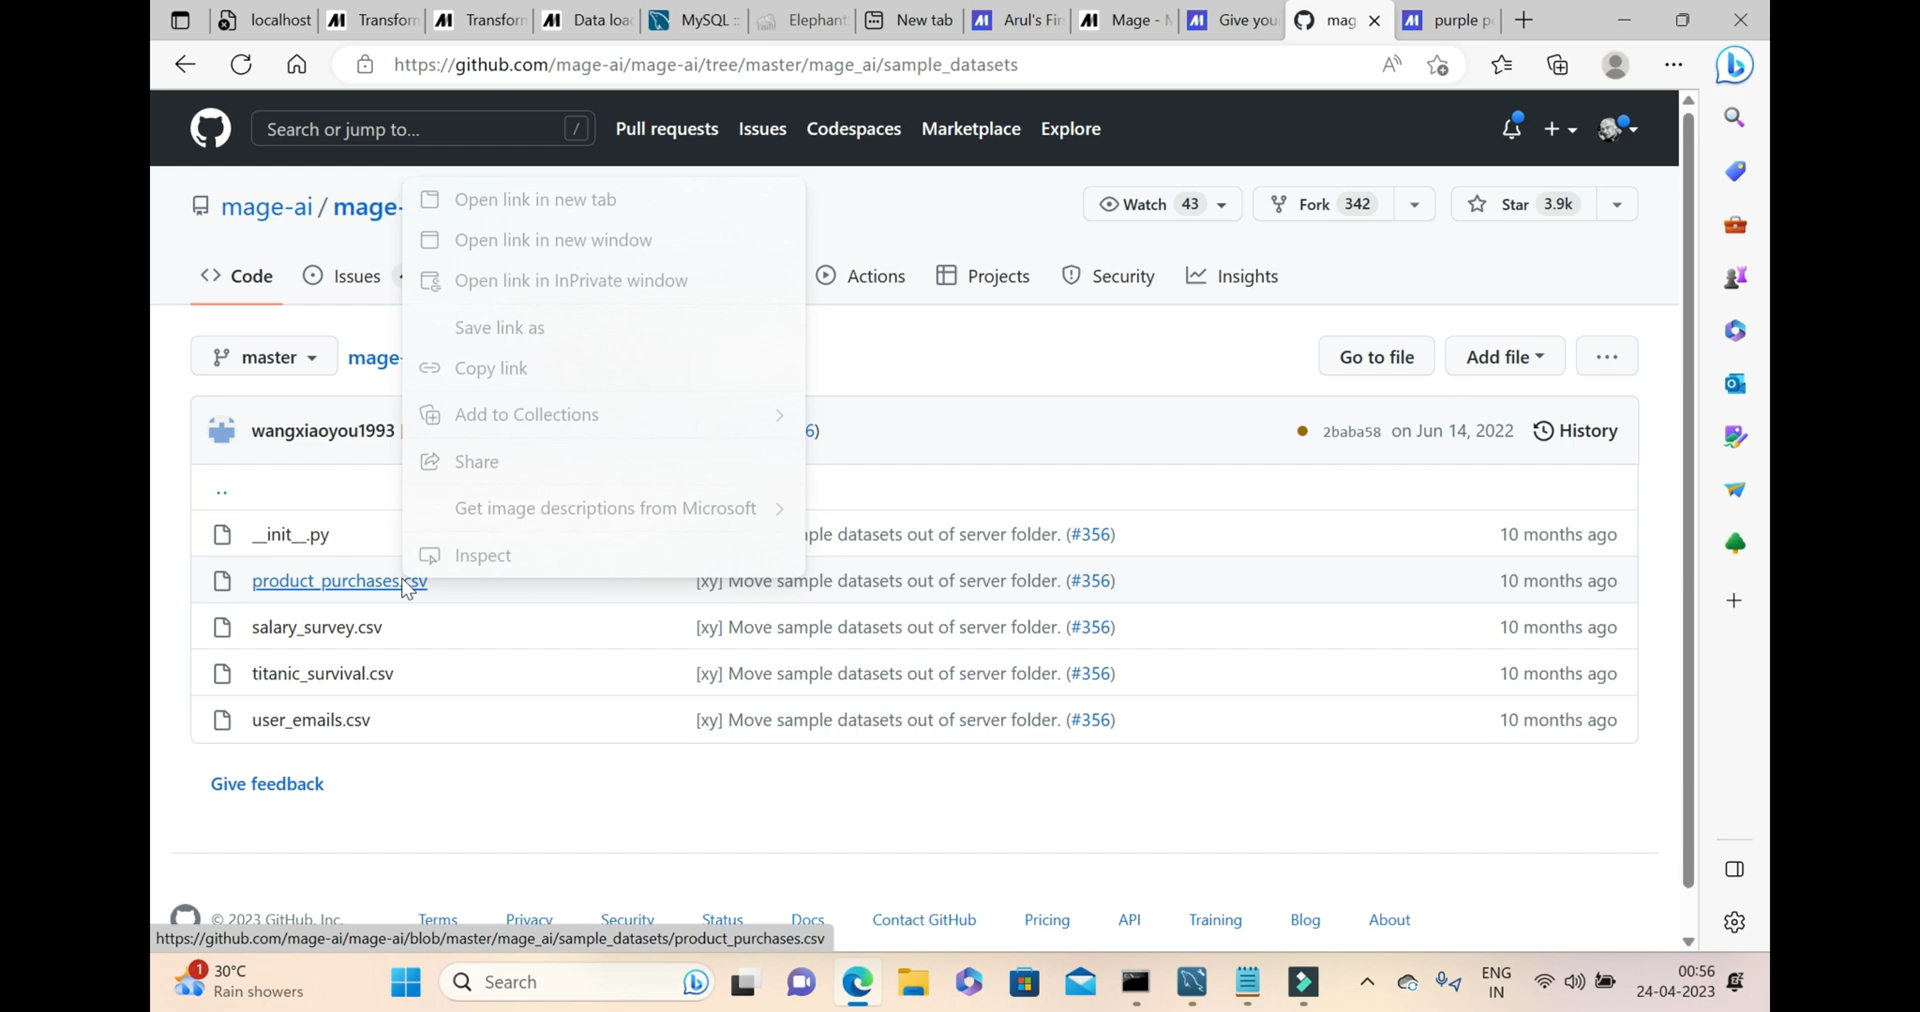 localhost
Transforn
Transforn
Data loa
MySQL ::
Elephant
New tab
Arul's Fi
Mage - M
Give you
mag
purple p
https://github.com/mage-ai/mage-ai/tree/master/mage_ai/sample_datasets
Search or jump to... /
Pull requests Issues Codespaces Marketplace Explore
mage-ai / mage-
Watch 43
Fork 342
Star 3.9k
Code Issues Actions Projects Security Insights
Open link in new tab
Open link in new window
Open link in InPrivate window
Save link as
Copy link
Add to Collections
Share
Get image descriptions from Microsoft
Inspect
master mage-
Go to file Add file
wangxiaoyou1993 6) 2baba58 on Jun 14, 2022 History
..
__init__.py ple datasets out of server folder. (#356) 10 months ago
product_purchases.csv [xy] Move sample datasets out of server folder. (#356) 10 months ago
salary_survey.csv [xy] Move sample datasets out of server folder. (#356) 10 months ago
titanic_survival.csv [xy] Move sample datasets out of server folder. (#356) 10 months ago
user_emails.csv [xy] Move sample datasets out of server folder. (#356) 10 months ago
Give feedback
© 2023 GitHub, Inc. Terms Privacy Security Status Docs Contact GitHub Pricing API Training Blog About
https://github.com/mage-ai/mage-ai/blob/master/mage_ai/sample_datasets/product_purchases.csv
1
30°C
Rain showers
Search
ENG
IN
00:56
24-04-2023